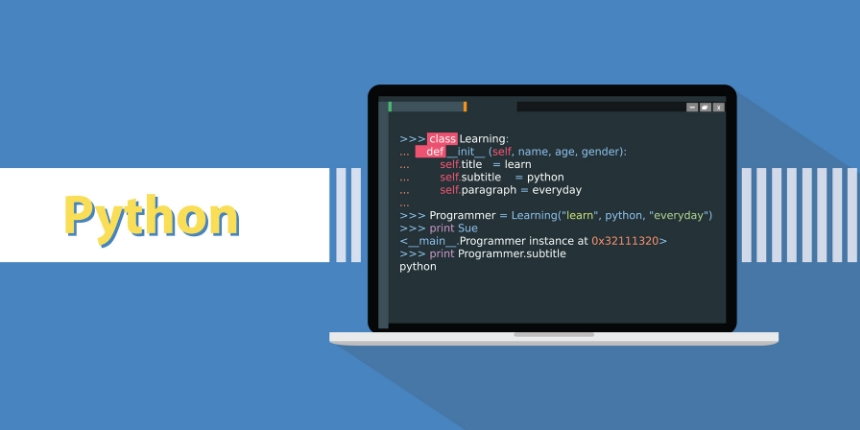 Python
>>> class Learning:
...     def __init__ (self, name, age, gender):
...         self.title   = learn
...         self.subtitle    = python
...         self.paragraph = everyday
...
>>> Programmer = Learning("learn", python, "everyday")
>>> print Sue
<__main__.Programmer instance at 0x32111320>
>>> print Programmer.subtitle
python